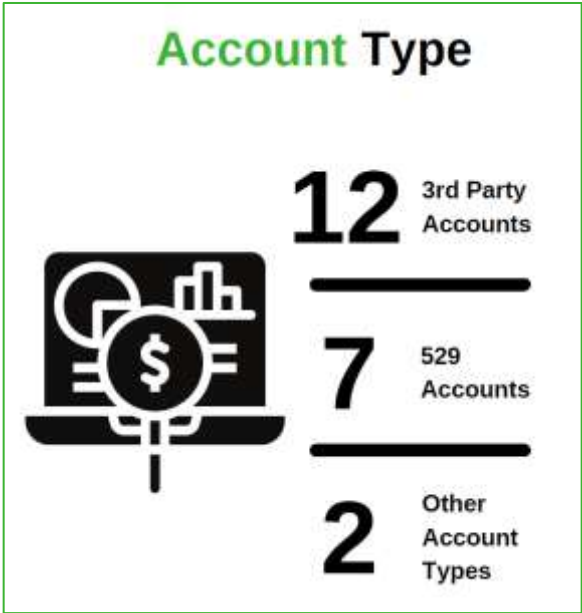 Account Type
12
3rd Party
Accounts
7
529
Accounts
2
Other
Account
Types
$